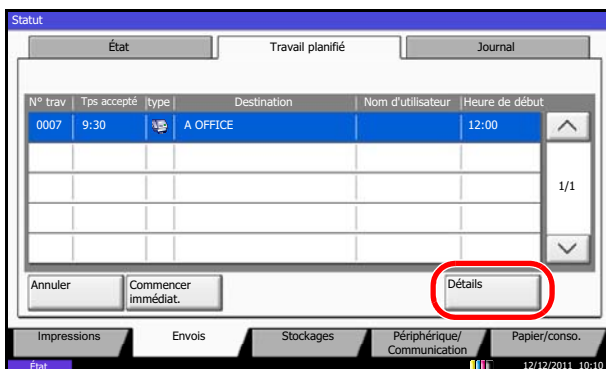 Statut
État
Travail planifié
Journal
N° trav Tps accepté type Destination Nom d'utilisateur Heure de début
0007 9:30 A OFFICE 12:00
1/1
Annuler
Commencer
immédiat.
Détails
Impressions
Envois
Stockages
Périphérique/
Communication
Papier/conso.
État
12/12/2011 10:10